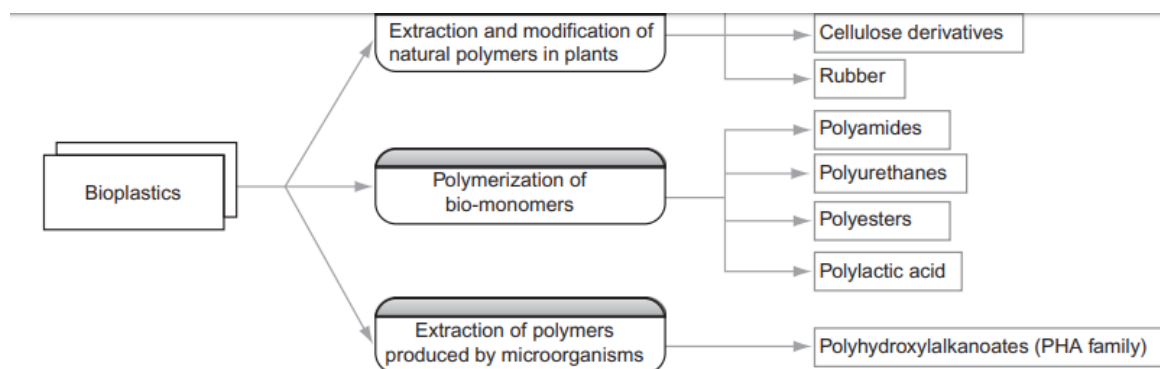 Extraction and modification of
natural polymers in plants
Cellulose derivatives
Rubber
Bioplastics
Polymerization of
bio-monomers
Polyamides
Polyurethanes
Polyesters
Polylactic acid
Extraction of polymers
produced by microorganisms
Polyhydroxylalkanoates (PHA family)